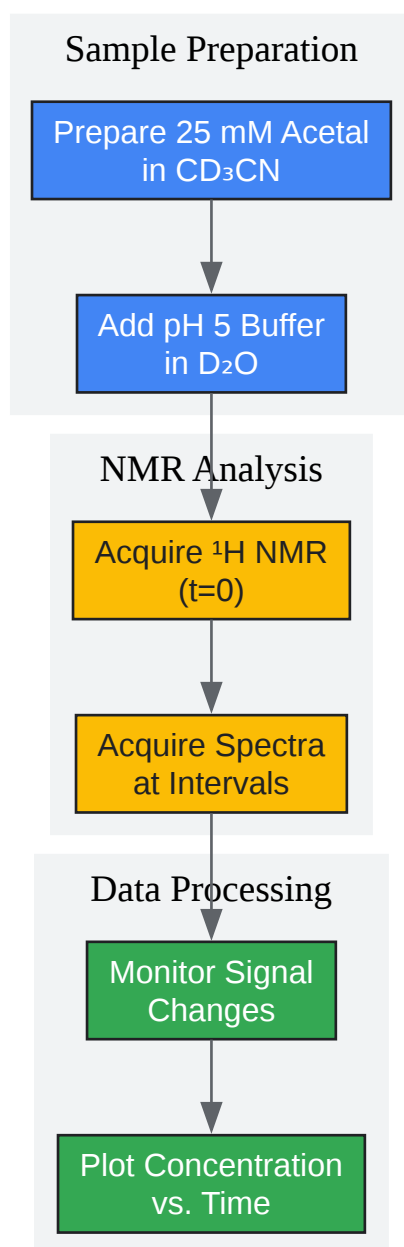 Sample Preparation
Prepare 25 mM Acetal
in CD₃CN
Add pH 5 Buffer
in D₂O
NMR Analysis
Acquire ¹H NMR
(t=0)
Acquire Spectra
at Intervals
Data Processing
Monitor Signal
Changes
Plot Concentration
vs. Time